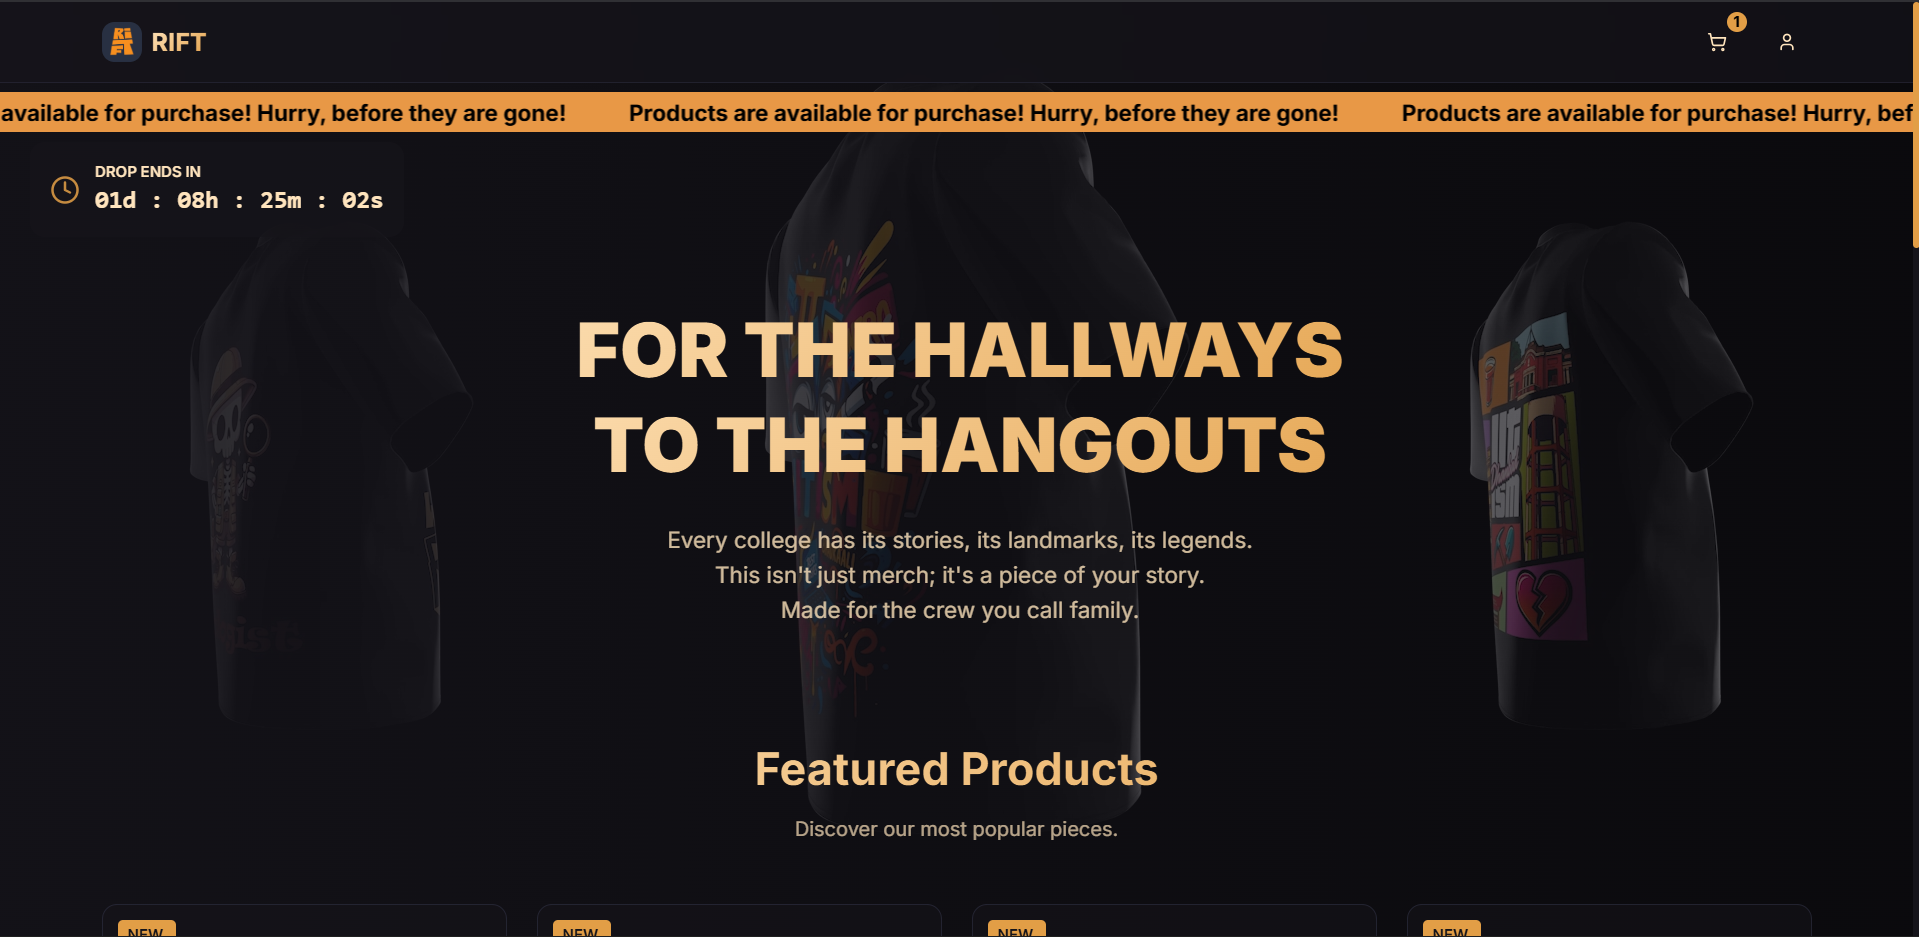 RIFT
RIFT
1
available for purchase! Hurry, before they are gone! Products are available for purchase! Hurry, before they are gone! Products are available for purchase! Hurry, bef
DROP ENDS IN
01d : 08h : 25m : 02s
FOR THE HALLWAYS
TO THE HANGOUTS
Every college has its stories, its landmarks, its legends.
This isn't just merch; it's a piece of your story.
Made for the crew you call family.
Featured Products
Discover our most popular pieces.
NEW NEW NEW NEW